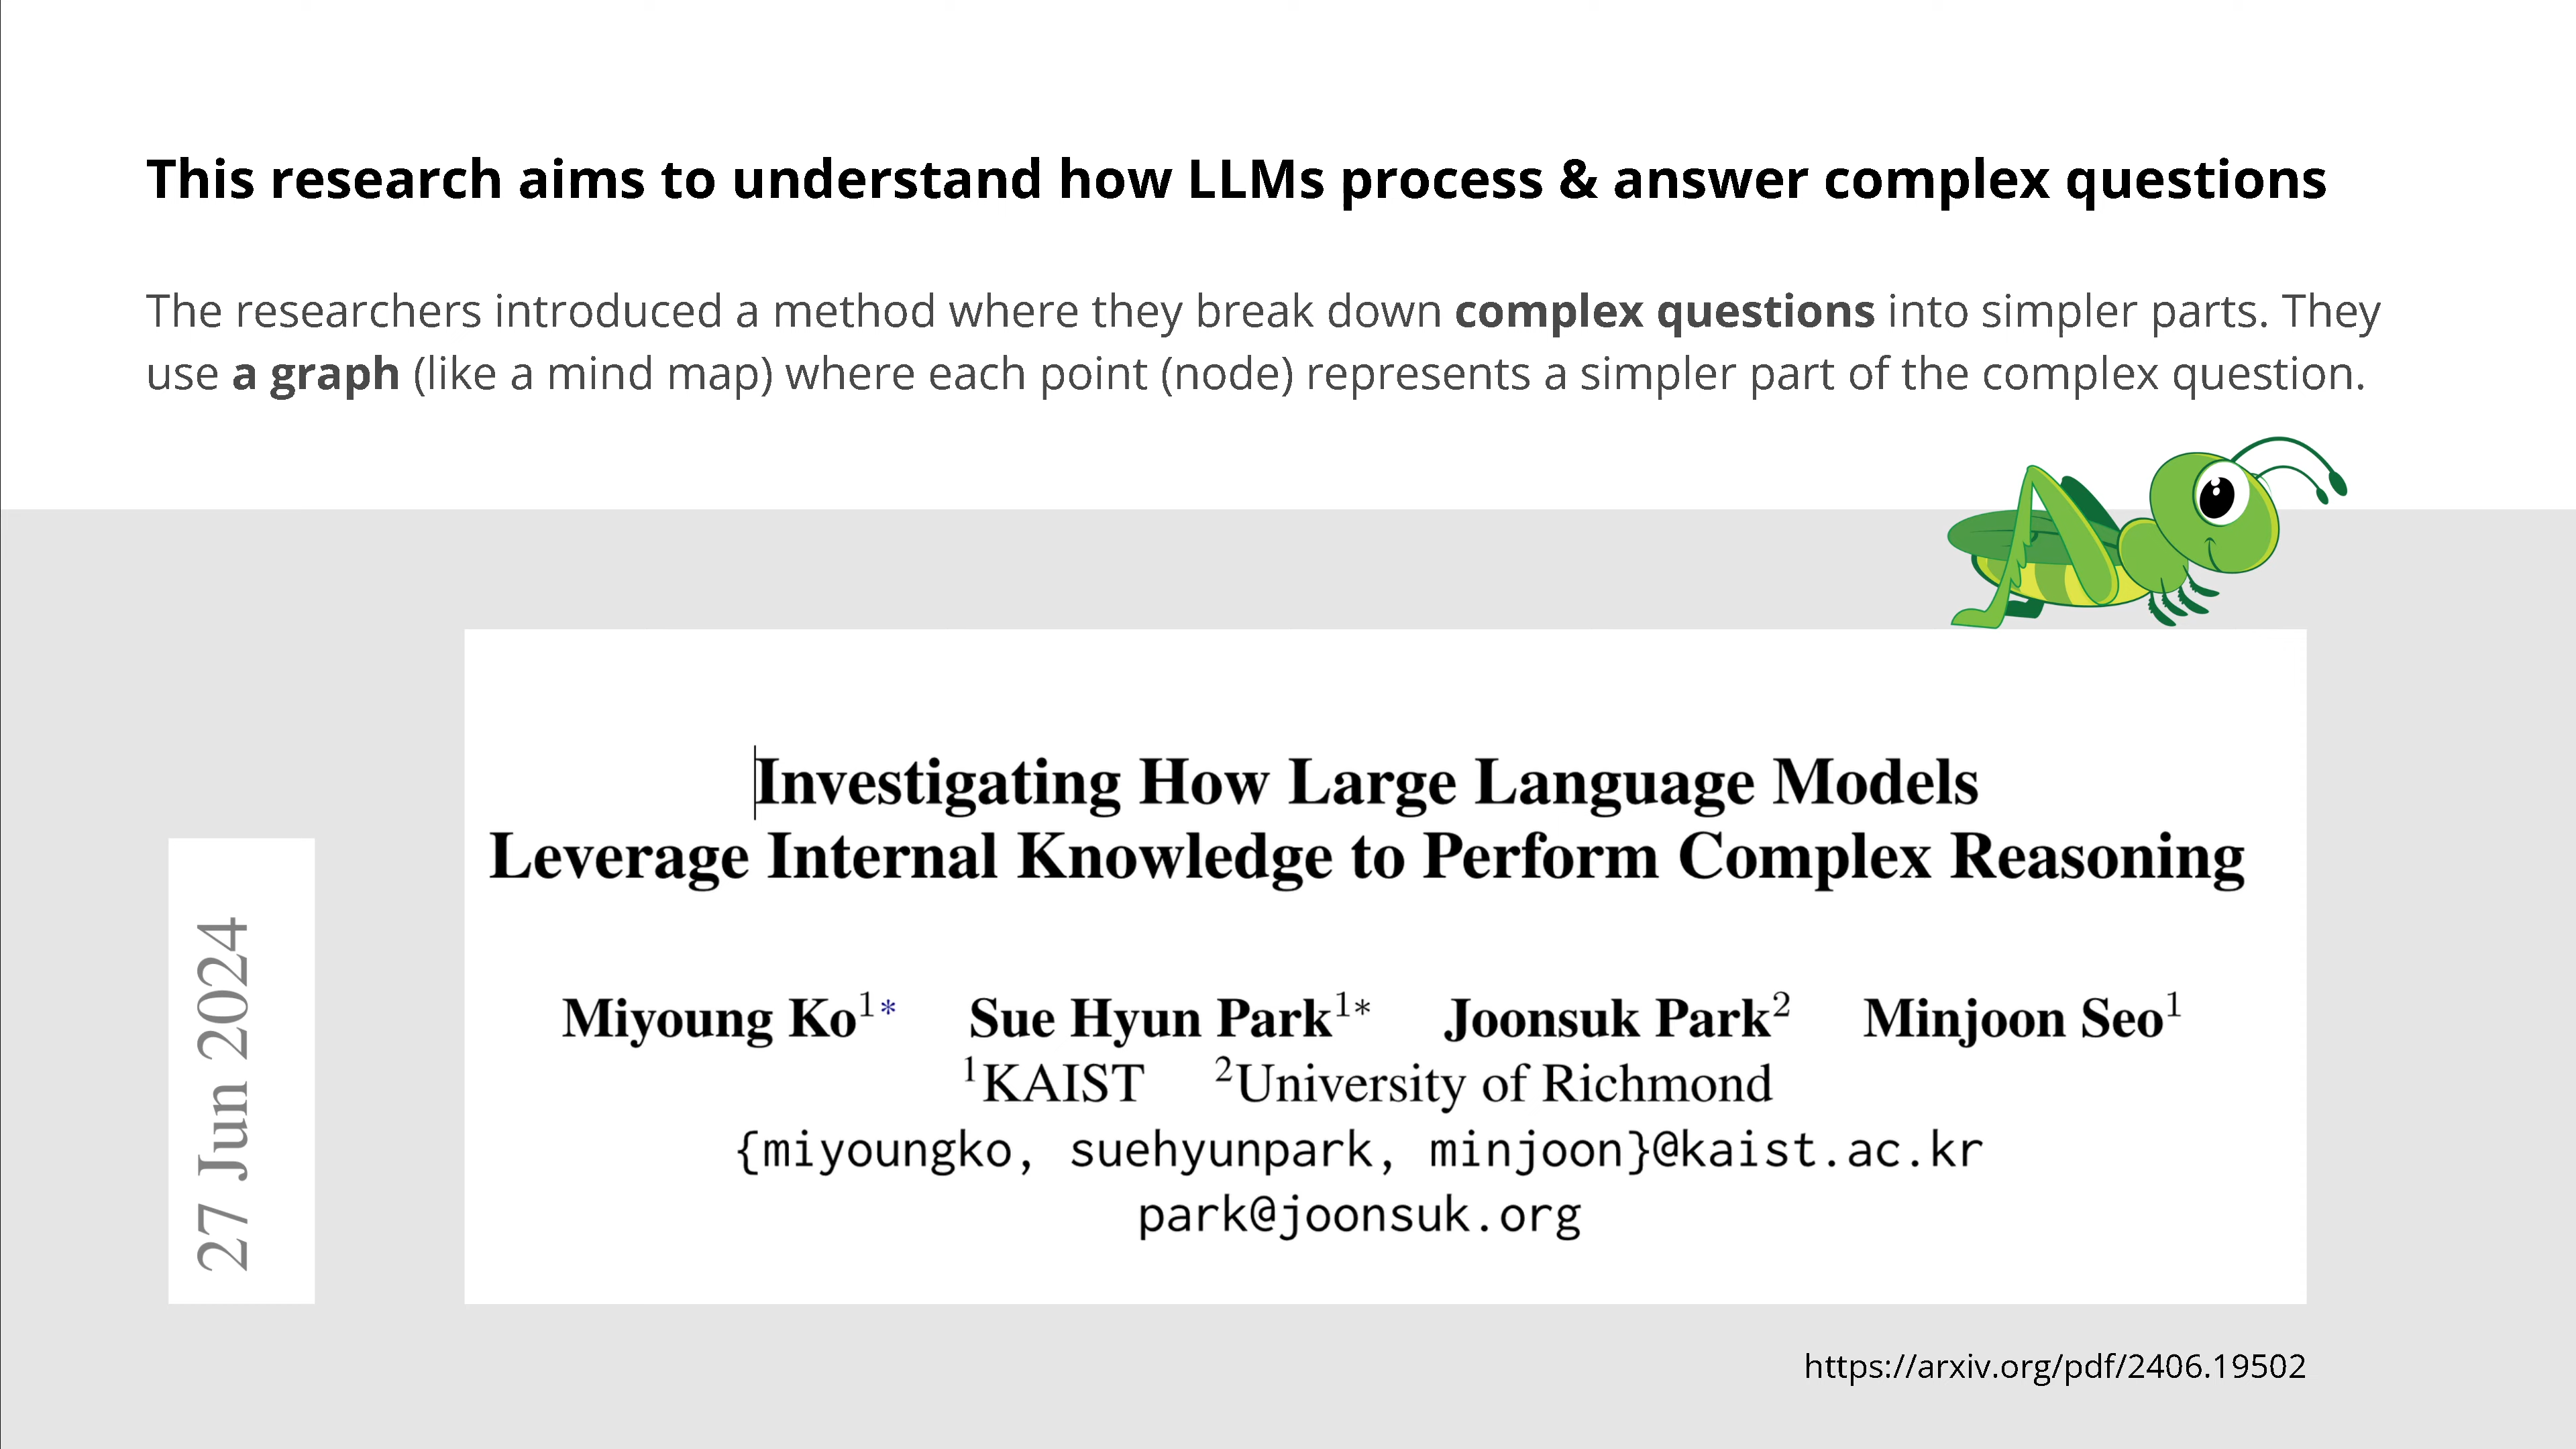 This research aims to understand how LLMs process & answer complex questions
The researchers introduced a method where they break down complex questions into simpler parts. They
use a graph (like a mind map) where each point (node) represents a simpler part of the complex question.
Investigating How Large Language Models
Leverage Internal Knowledge to Perform Complex Reasoning
27 Jun 2024
Miyoung Ko1* Sue Hyun Park1* Joonsuk Park2 Minjoon Seo1
1KAIST 2University of Richmond
{miyoungko, suehyunpark, minjoon}@kaist.ac.kr
park@joonsuk.org
https://arxiv.org/pdf/2406.19502